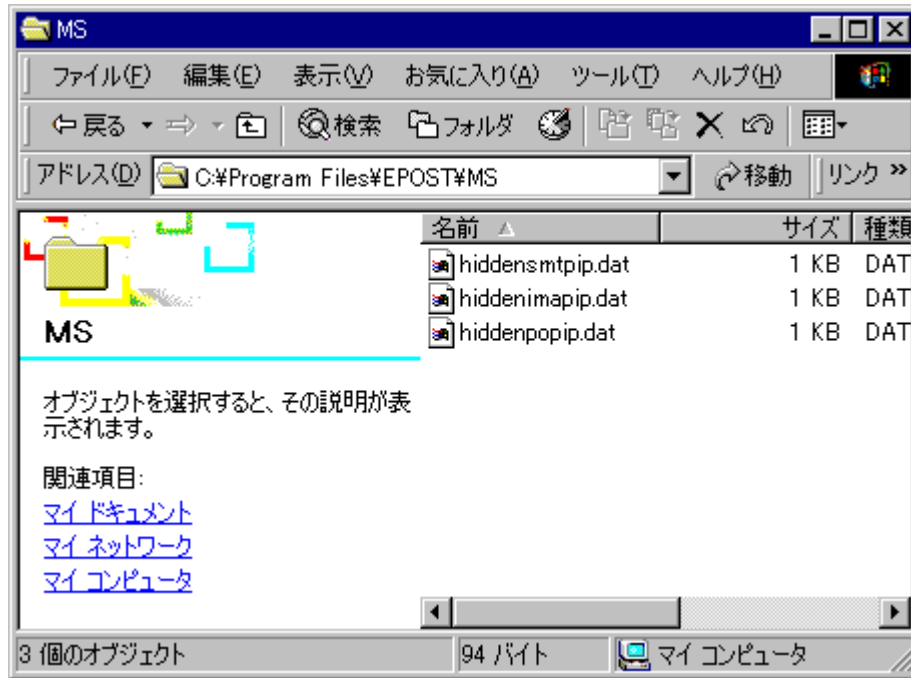 MS
ファイル(F) 編集(E) 表示(V) お気に入り(A) ツール(T) ヘルプ(H)
戻る 検索 フォルダ
アドレス(D) C:¥Program Files¥EPOST¥MS 移動 リンク »
名前 サイズ 種類
hiddensmtpip.dat 1 KB DAT
hiddenimapip.dat 1 KB DAT
hiddenpopip.dat 1 KB DAT
MS
オブジェクトを選択すると、その説明が表
示されます。
関連項目:
マイ ドキュメント
マイ ネットワーク
マイ コンピュータ
3 個のオブジェクト 94 バイト マイ コンピュータ